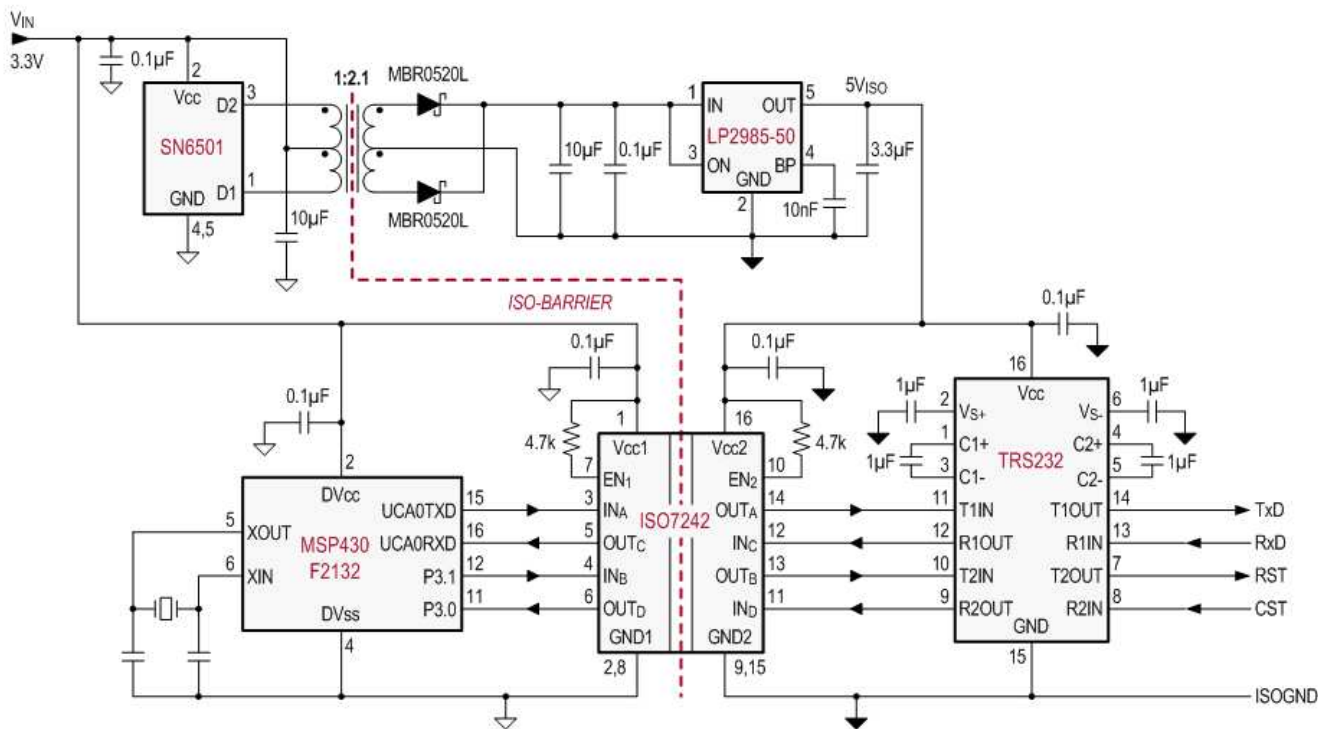 VIN
3.3V
0.1µF
2
Vcc
D2
3
SN6501
D1
1
GND
4,5
10µF
1:2.1
MBR0520L
MBR0520L
10µF
0.1µF
1
IN
OUT
5
LP2985-50
3
ON
BP
4
GND
2
10nF
3.3µF
5VISO
ISO-BARRIER
0.1µF
0.1µF
0.1µF
0.1µF
4.7k
4.7k
2
DVcc
5
XOUT
6
XIN
MSP430
F2132
UCA0TXD
15
UCA0RXD
16
P3.1
12
P3.0
11
DVss
4
1
Vcc1
7
EN1
3
INA
5
OUTC
4
INB
6
OUTD
GND1
2,8
ISO7242
16
Vcc2
10
EN2
14
OUTA
12
INC
13
OUTB
11
IND
GND2
9,15
16
Vcc
1µF
2
VS+
VS-
6
1µF
1
C1+
C2+
4
1µF
3
C1-
C2-
5
1µF
TRS232
11
T1IN
T1OUT
14
TxD
12
R1OUT
R1IN
13
RxD
10
T2IN
T2OUT
7
RST
9
R2OUT
R2IN
8
CST
GND
15
ISOGND